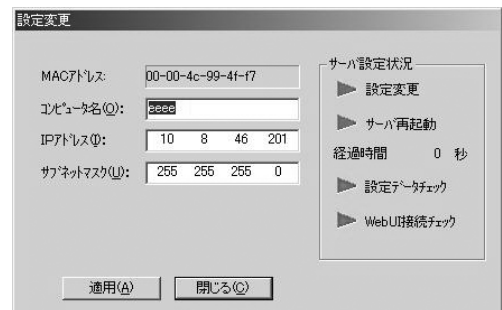 設定変更
MACアドレス: 00-00-4c-99-4f-f7
コンピュータ名(O): eeee
IPアドレス(I): 10 8 46 201
サブネットマスク(U): 255 255 255 0
サーバ設定状況
設定変更
サーバ再起動
経過時間 0 秒
設定データチェック
WebUI接続チェック
適用(A) 閉じる(C)